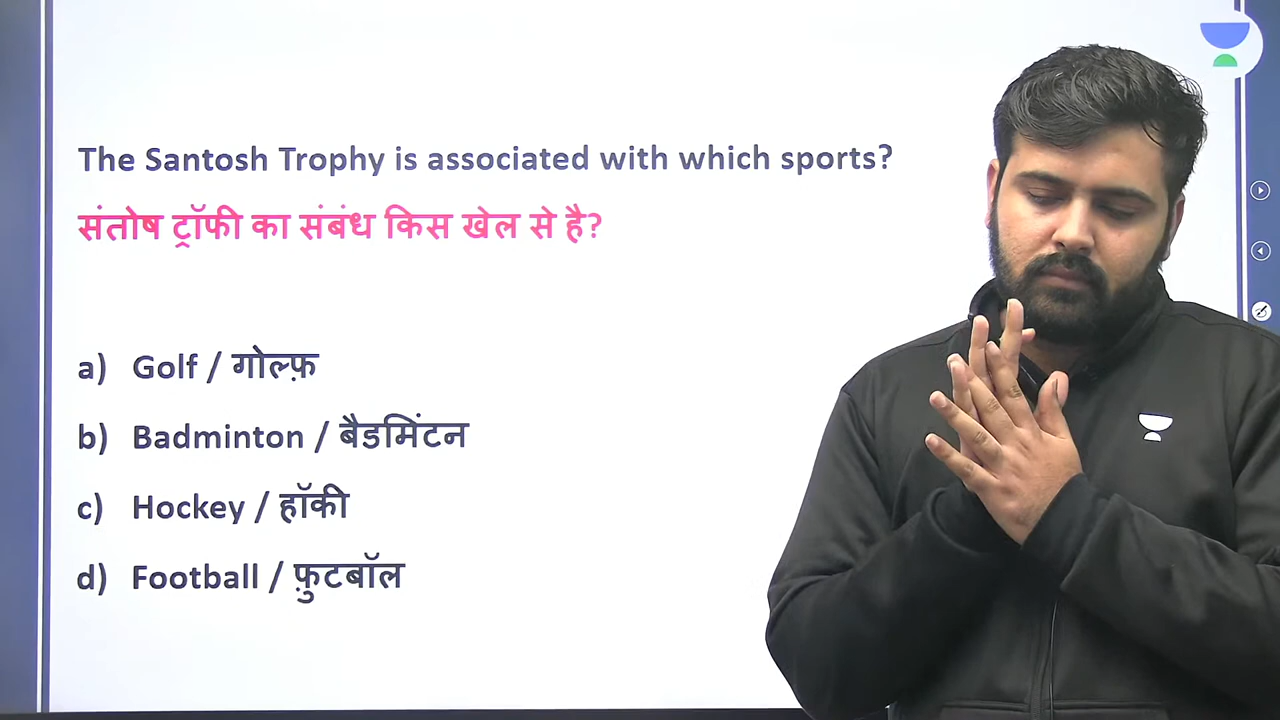 The Santosh Trophy is associated with which sports?
संतोष ट्रॉफी का संबंध किस खेल से है?
a) Golf / गोल्फ़
b) Badminton / बैडमिंटन
c) Hockey / हॉकी
d) Football / फ़ुटबॉल